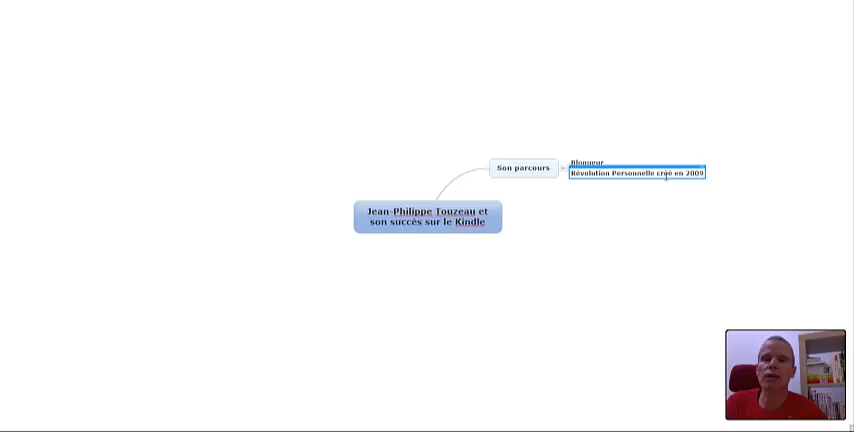 Blogueur
Son parcours
Révolution Personnelle créé en 2009
Jean-Philippe Touzeau et
son succès sur le Kindle